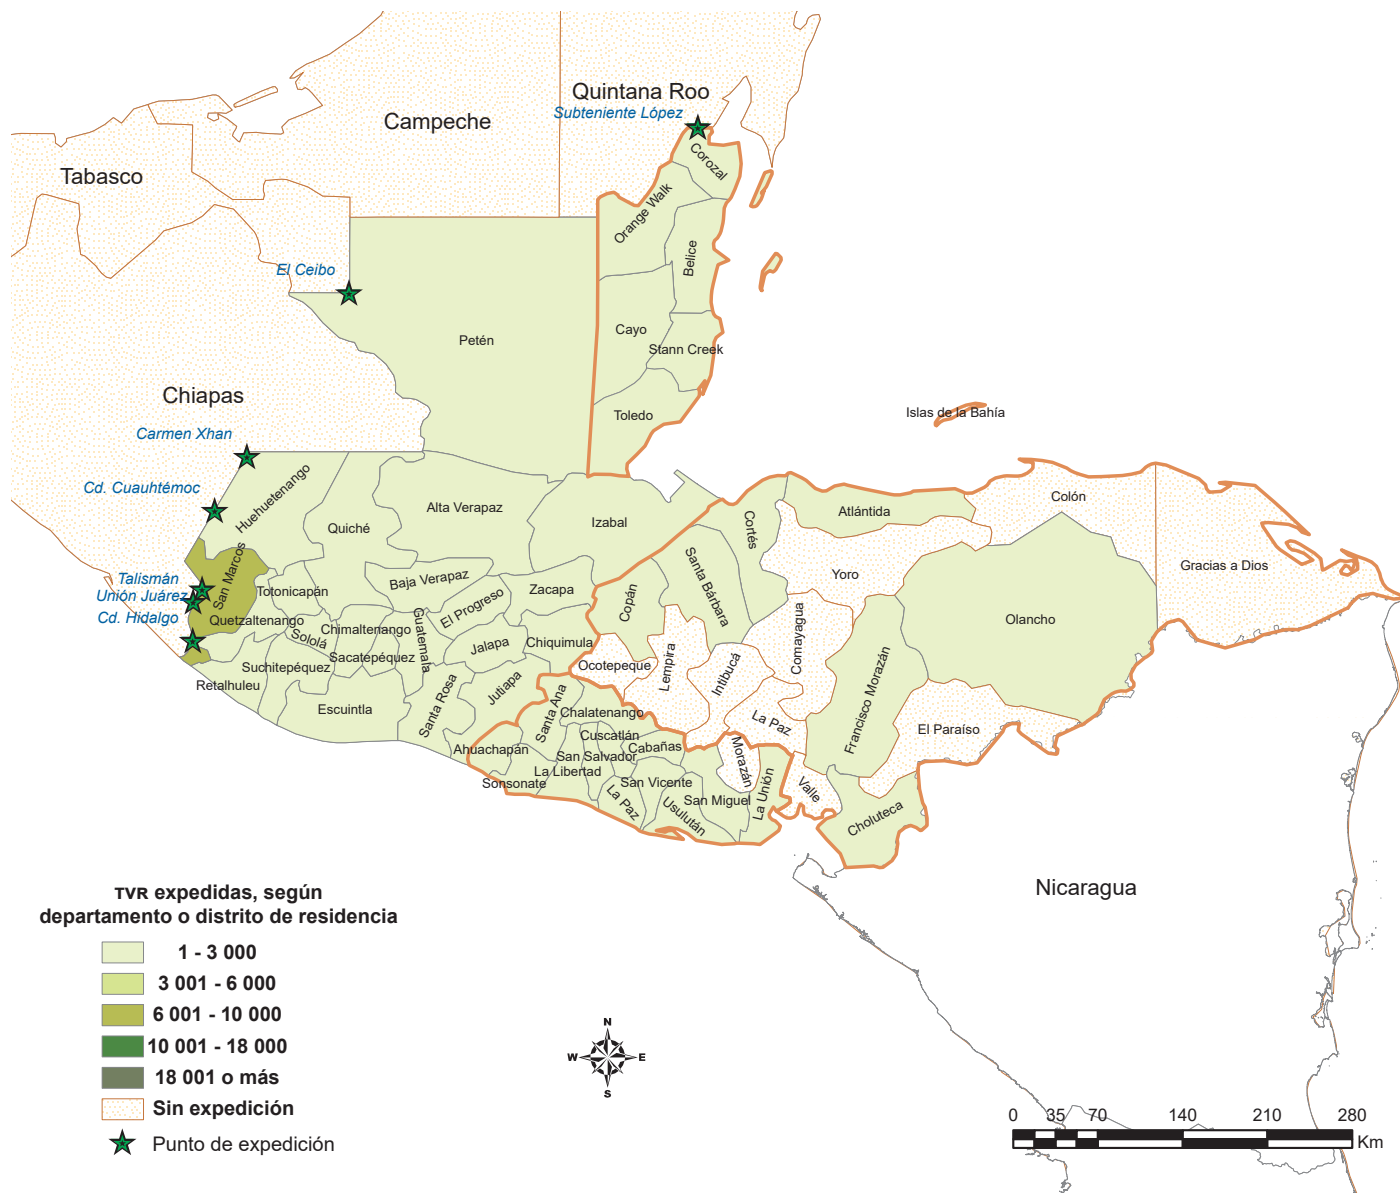 Quintana Roo
Subteniente López
Campeche
Tabasco
Corozal
Orange Walk
Belice
El Ceibo
Cayo
Stann Creek
Petén
Chiapas
Toledo
Islas de la Bahía
Carmen Xhan
Cd. Cuauhtémoc
Huehuetenango
Quiché
Alta Verapaz
Izabal
Cortés
Atlántida
Colón
Gracias a Dios
Talismán
Unión Juárez
Cd. Hidalgo
San Marcos
Totonicapán
Baja Verapaz
El Progreso
Zacapa
Copán
Santa Bárbara
Yoro
Olancho
Quetzaltenango
Sololá
Chimaltenango
Guatemala
Sacatepéquez
Jalapa
Chiquimula
Comayagua
Suchitepéquez
Retalhuleu
Escuintla
Santa Rosa
Jutiapa
Ocotepeque
Lempira
Intibucá
La Paz
Francisco Morazán
El Paraíso
Santa Ana
Chalatenango
Cuscatlán
Cabañas
Ahuachapán
San Salvador
La Libertad
Sonsonate
San Vicente
La Paz
Usulután
San Miguel
Morazán
La Unión
Valle
Choluteca
Nicaragua
TVR expedidas, según
departamento o distrito de residencia
1 - 3 000
3 001 - 6 000
6 001 - 10 000
10 001 - 18 000
18 001 o más
Sin expedición
Punto de expedición
N
W E
S
0 35 70 140 210 280
Km